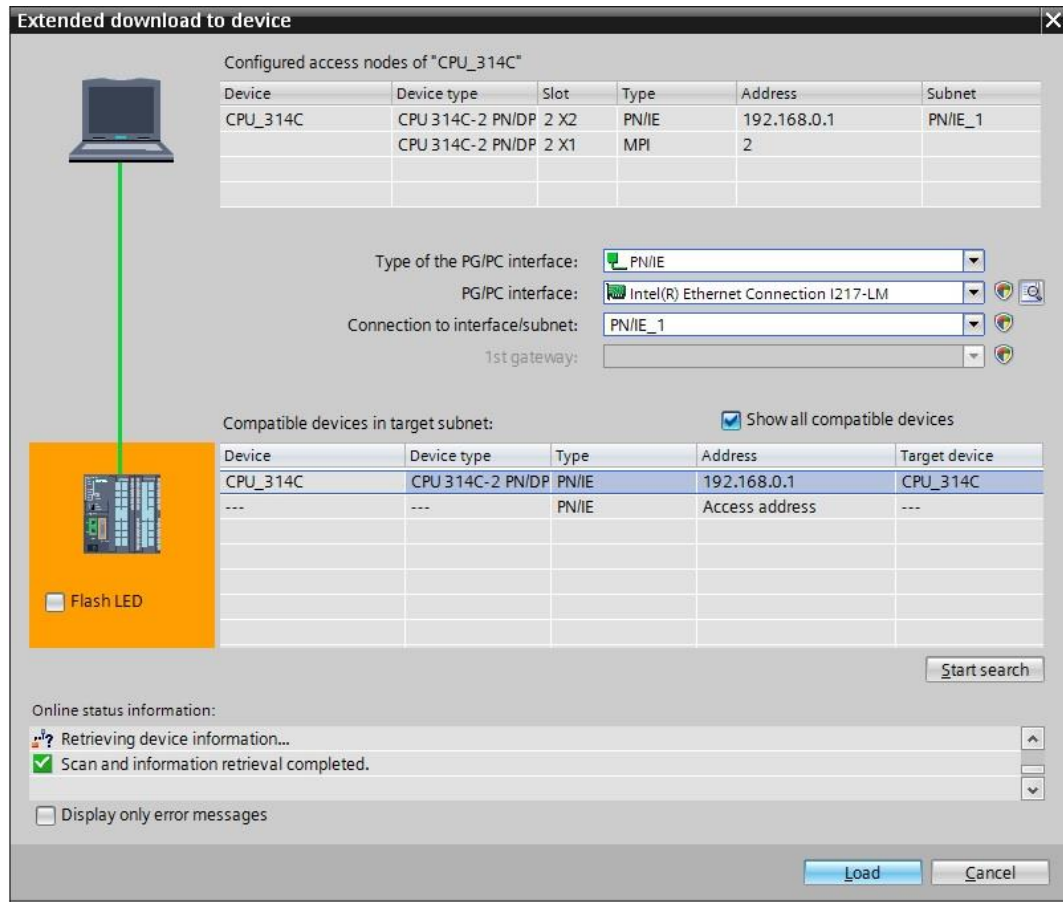 Extended download to device
Configured access nodes of "CPU_314C"
Device Device type Slot Type Address Subnet
CPU_314C CPU 314C-2 PN/DP 2 X2 PN/IE 192.168.0.1 PN/IE_1
CPU 314C-2 PN/DP 2 X1 MPI 2
Type of the PG/PC interface: PN/IE
PG/PC interface: Intel(R) Ethernet Connection I217-LM
Connection to interface/subnet: PN/IE_1
1st gateway:
Compatible devices in target subnet: Show all compatible devices
Device Device type Type Address Target device
CPU_314C CPU 314C-2 PN/DP PN/IE 192.168.0.1 CPU_314C
--- --- PN/IE Access address ---
Flash LED
Start search
Online status information:
Retrieving device information...
Scan and information retrieval completed.
Display only error messages
Load Cancel